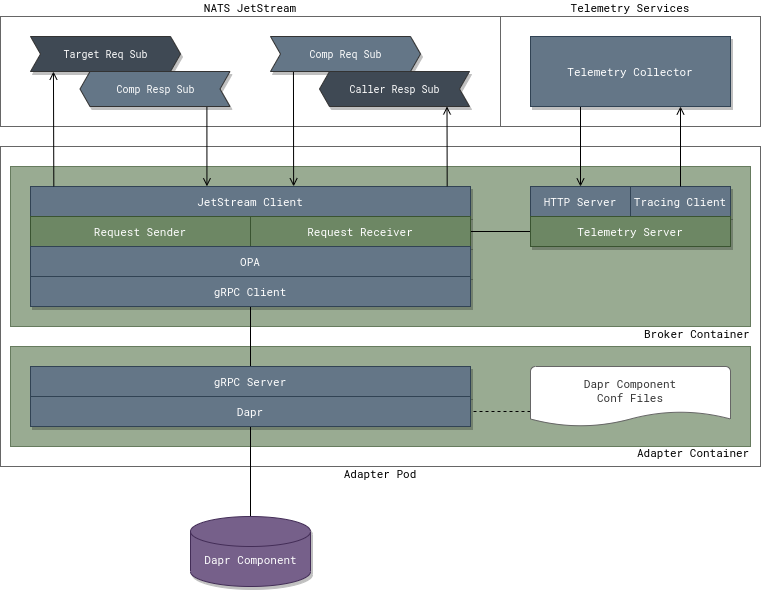 NATS JetStream
Telemetry Services
Target Req Sub
Comp Resp Sub
Comp Req Sub
Caller Resp Sub
Telemetry Collector
JetStream Client
HTTP Server
Tracing Client
Request Sender
Request Receiver
Telemetry Server
OPA
gRPC Client
Broker Container
gRPC Server
Dapr
Dapr Component
Conf Files
Adapter Container
Adapter Pod
Dapr Component